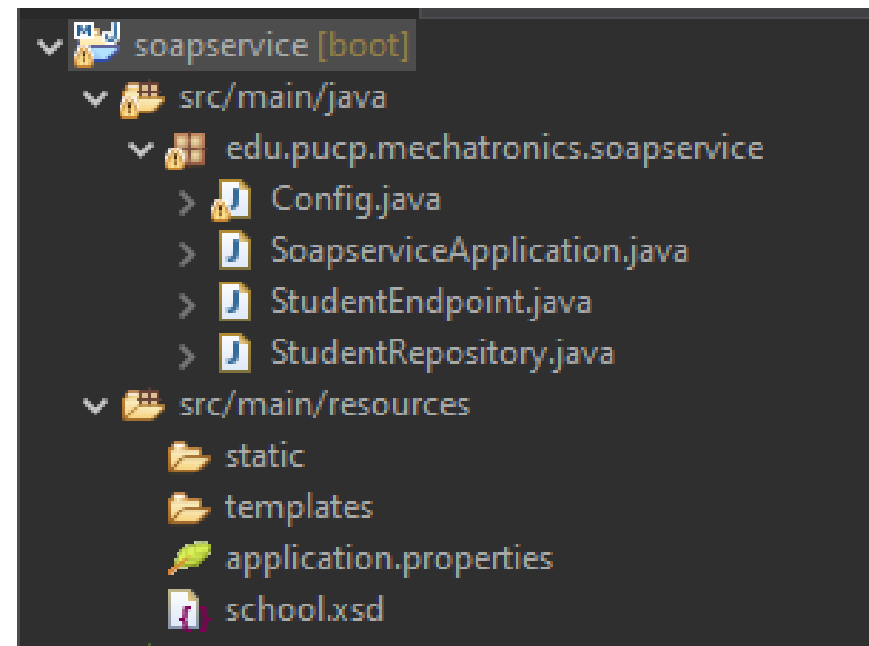 soapservice [boot]
src/main/java
edu.pucp.mechatronics.soapservice
Config.java
SoapserviceApplication.java
StudentEndpoint.java
StudentRepository.java
src/main/resources
static
templates
application.properties
school.xsd